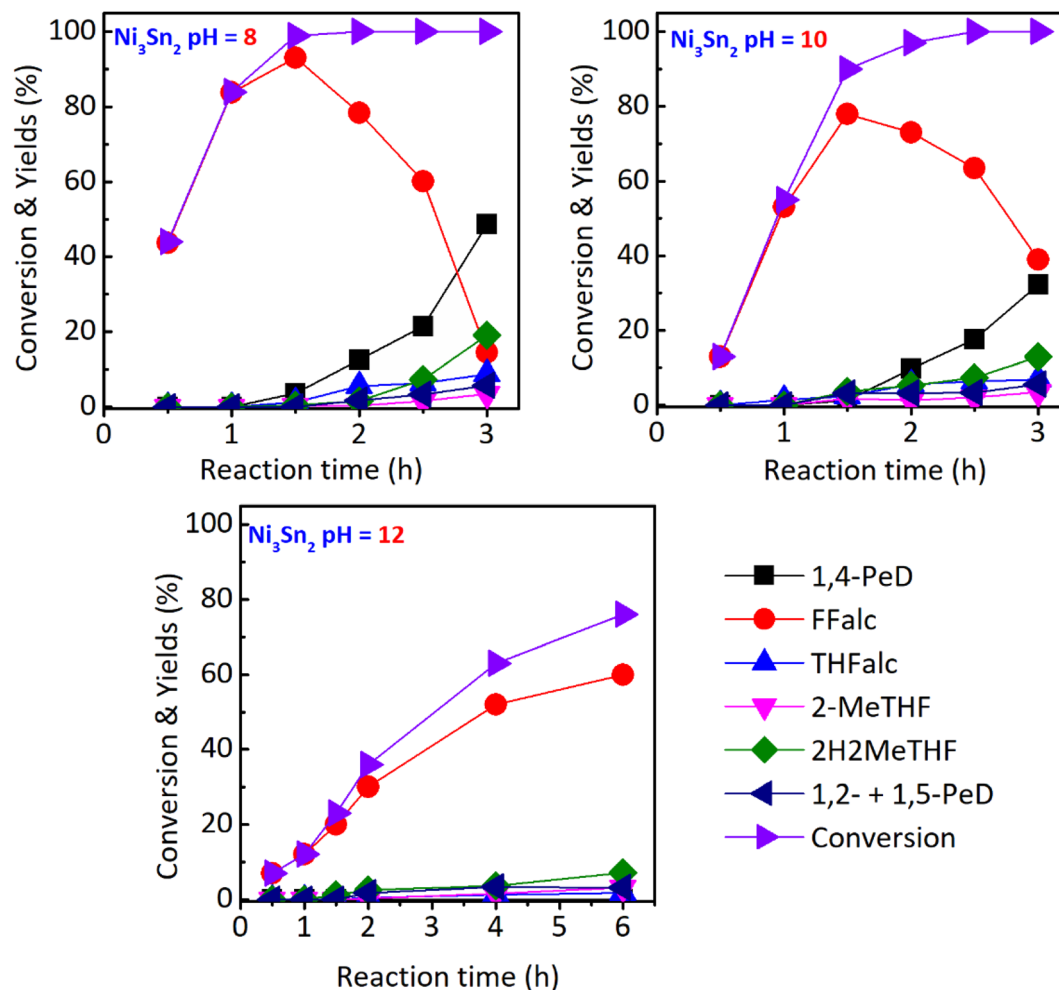 Ni₃Sn₂ pH = 8
100
80
60
40
20
0
Conversion & Yields (%)
0
1
2
3
Reaction time (h)
Ni₃Sn₂ pH = 10
100
80
60
40
20
0
Conversion & Yields (%)
0
1
2
3
Reaction time (h)
Ni₃Sn₂ pH = 12
100
80
60
40
20
0
Conversion & Yields (%)
0
1
2
3
4
5
6
Reaction time (h)
1,4-PeD
FFalc
THFalc
2-MeTHF
2H2MeTHF
1,2- + 1,5-PeD
Conversion